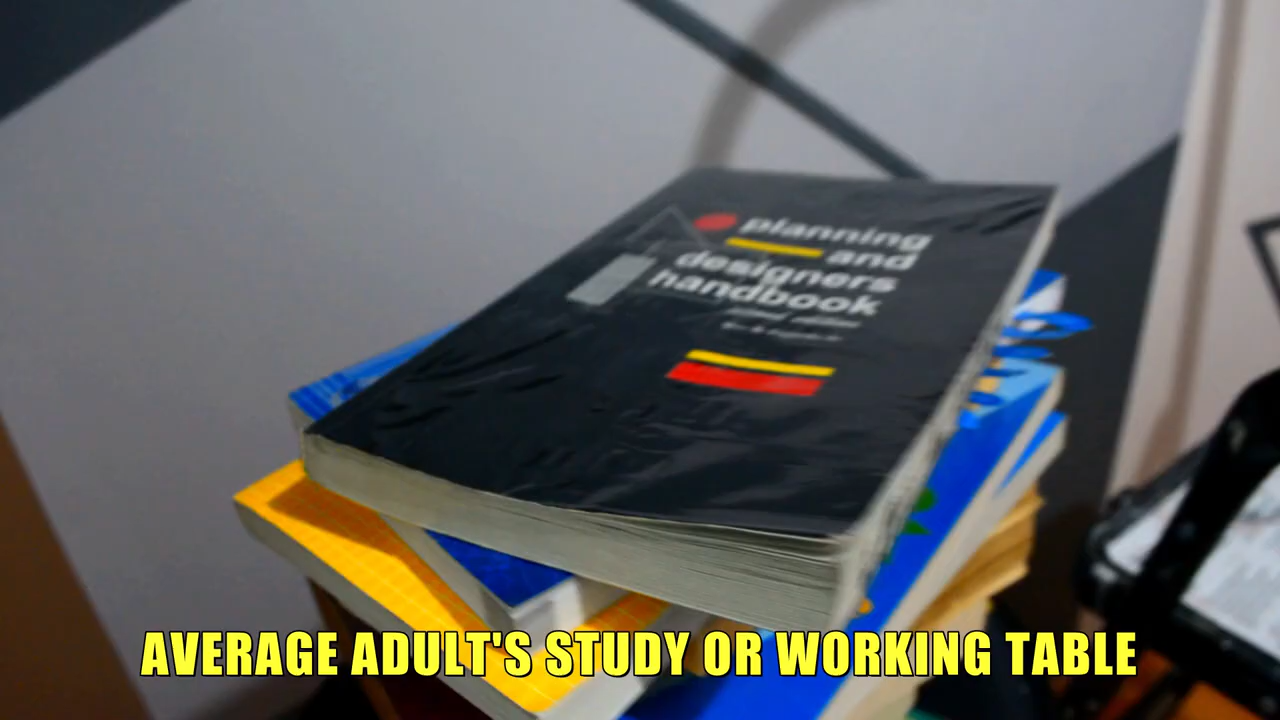 planning
and
designers
handbook
AVERAGE ADULT'S STUDY OR WORKING TABLE